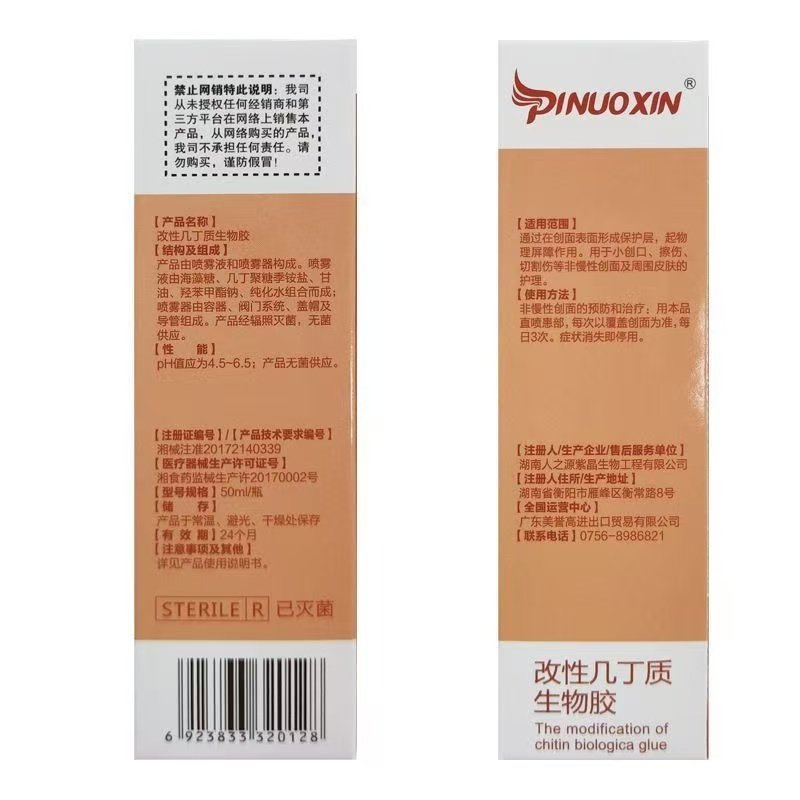 禁止网销特此说明：我司
从未授权任何经销商和第
三方平台在网络上销售本
产品，从网络购买的产品，
我司不承担任何责任。请
勿购买，谨防假冒！
【产品名称】
改性几丁质生物胶
【结构及组成】
产品由喷雾液和喷雾器构成。喷雾
液由海藻糖、几丁聚糖季铵盐、甘
油、羟苯甲酯钠、纯化水组合而成；
喷雾器由容器、阀门系统、盖帽及
导管组成。产品经辐照灭菌，无菌
供应。
【性　能】
pH值应为4.5~6.5；产品无菌供应。
【注册证编号】/【产品技术要求编号】
湘械注准20172140339
【医疗器械生产许可证号】
湘食药监械生产许20170002号
【型号规格】50ml/瓶
【储　存】
产品于常温、避光、干燥处保存
【有 效 期】24个月
【注意事项及其他】
详见产品使用说明书。
STERILE R 已灭菌
6 923833 320128
PINUOXIN®
【适用范围】
通过在创面表面形成保护层，起物
理屏障作用。用于小创口、擦伤、
切割伤等非慢性创面及周围皮肤的
护理。
【使用方法】
非慢性创面的预防和治疗：用本品
直喷患部，每次以覆盖创面为准，每
日3次。症状消失即停用。
【注册人/生产企业/售后服务单位】
湖南人之源紫晶生物工程有限公司
【注册人住所/生产地址】
湖南省衡阳市雁峰区衡常路8号
【全国运营中心】
广东美誉高进出口贸易有限公司
【联系电话】0756-8986821
改性几丁质
生物胶
The modification of
chitin biologica glue